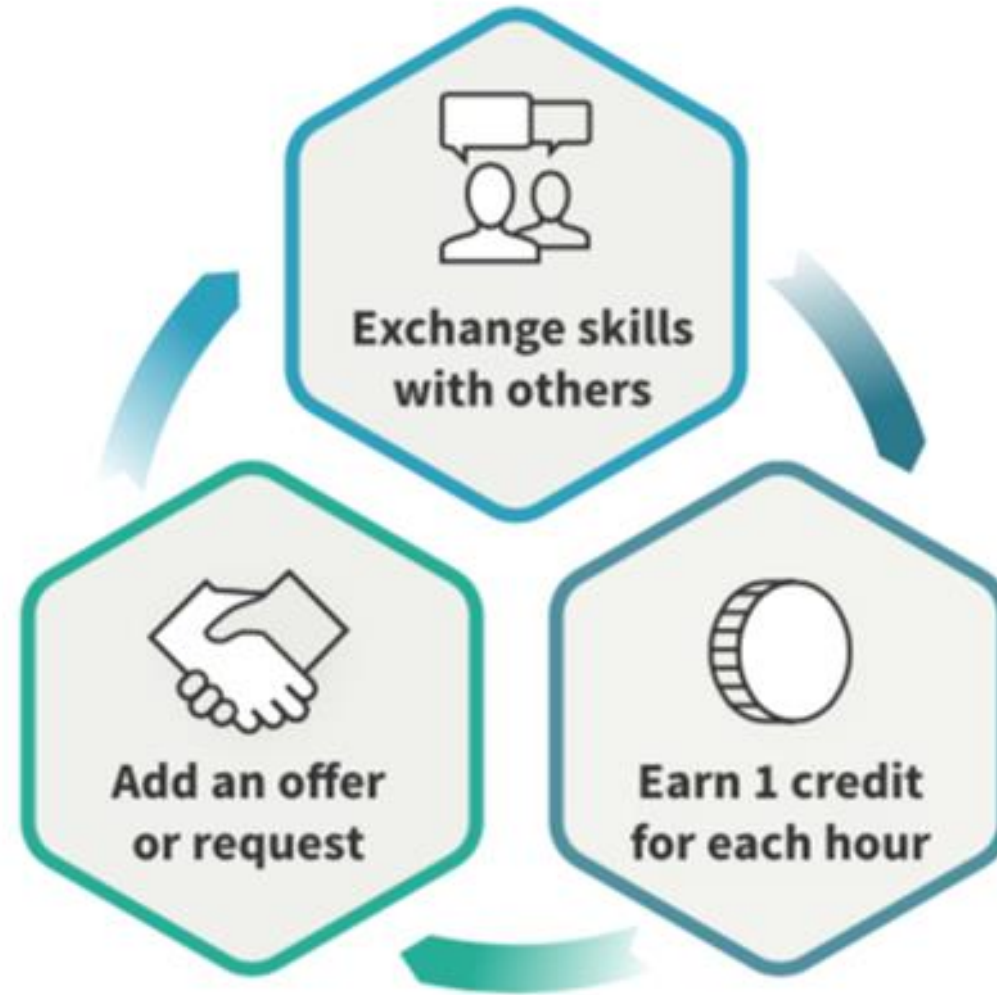 Exchange skills
with others
Add an offer
or request
Earn 1 credit
for each hour